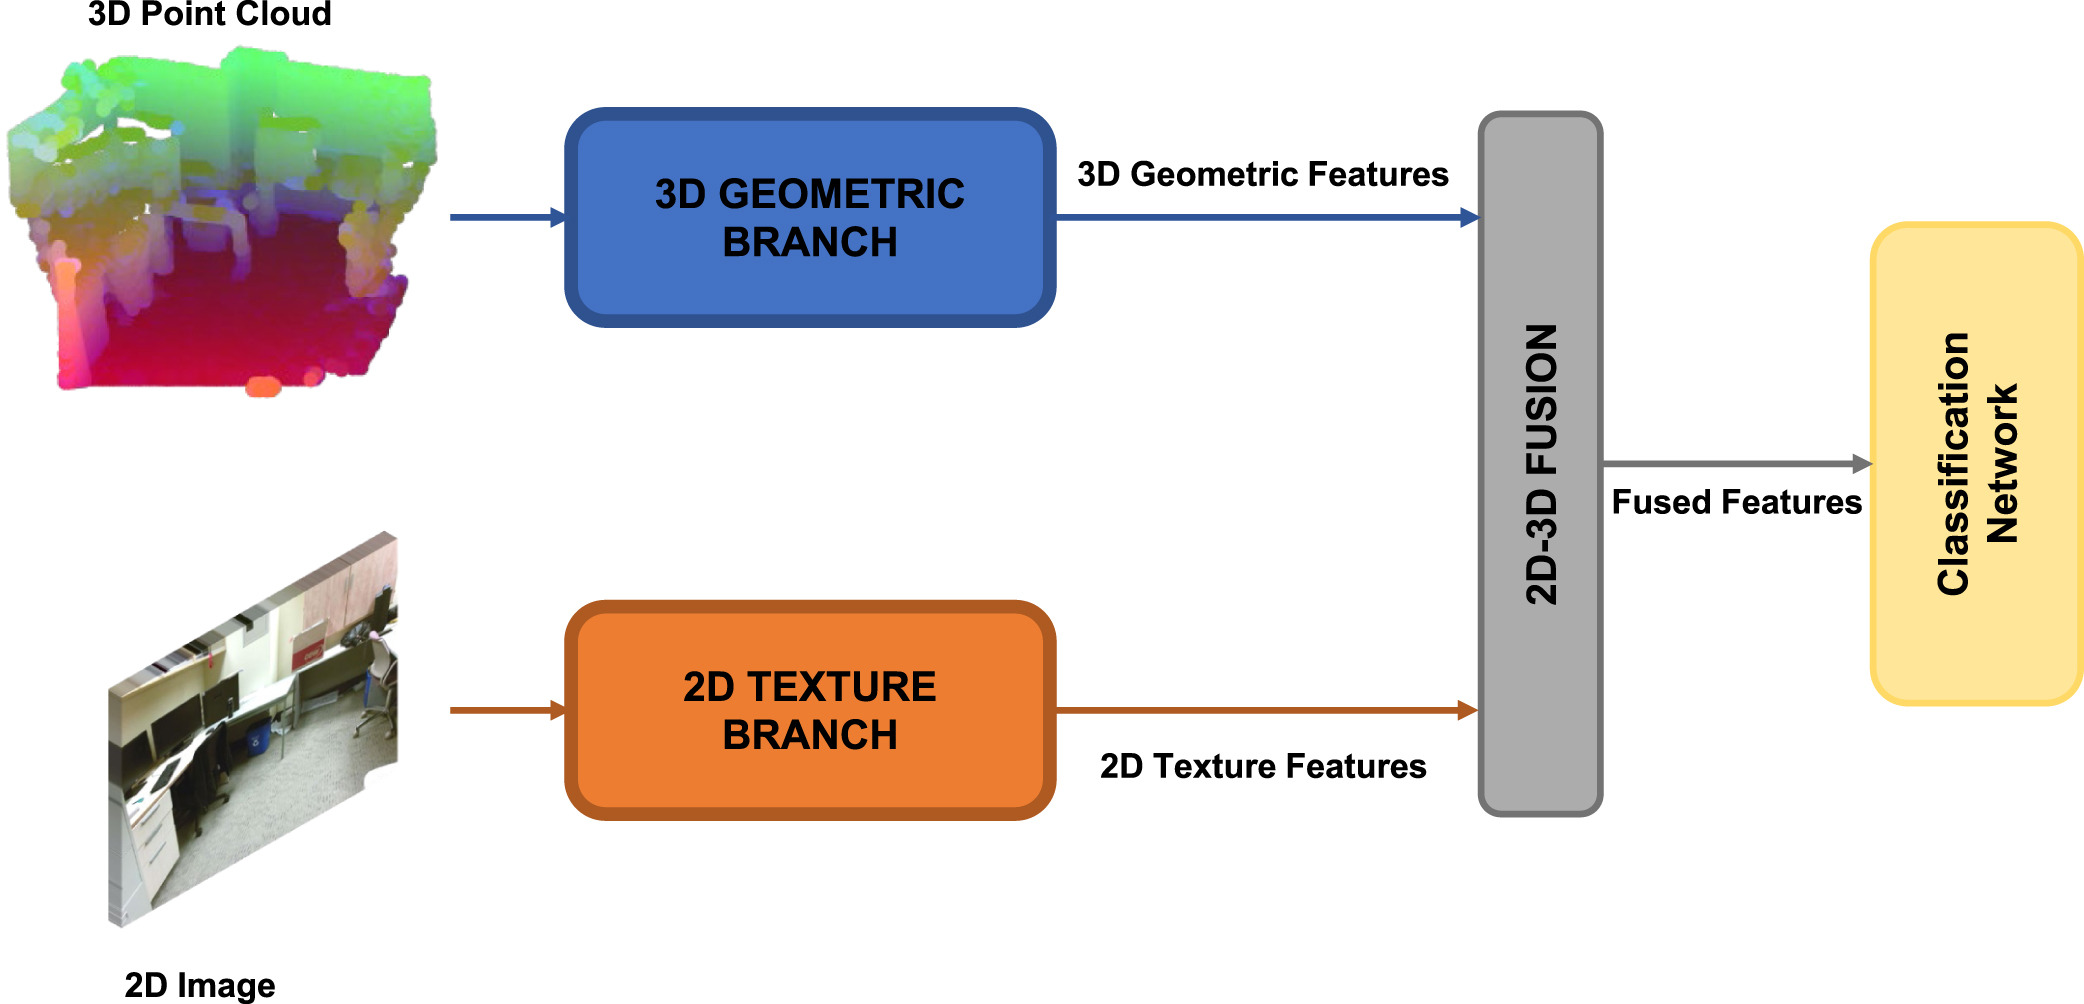 3D Point Cloud
3D GEOMETRIC
BRANCH
3D Geometric Features
2D-3D FUSION
Fused Features
Classification
Network
2D TEXTURE
BRANCH
2D Texture Features
2D Image